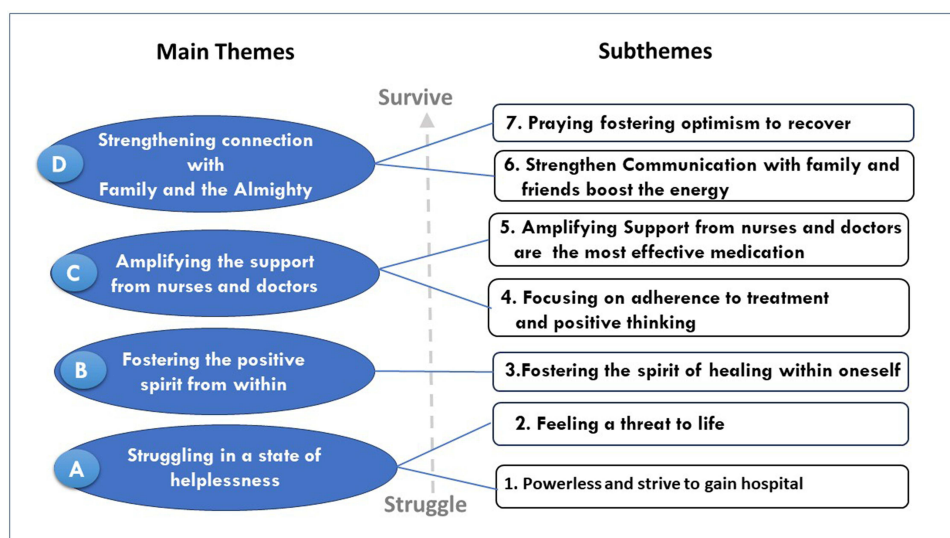 Main Themes
Subthemes
Survive
D
Strengthening connection
with
Family and the Almighty
7. Praying fostering optimism to recover
6. Strengthen Communication with family and
friends boost the energy
C
Amplifying the support
from nurses and doctors
5. Amplifying Support from nurses and doctors
are the most effective medication
4. Focusing on adherence to treatment
and positive thinking
B
Fostering the positive
spirit from within
3.Fostering the spirit of healing within oneself
A
Struggling in a state of
helplessness
2. Feeling a threat to life
1. Powerless and strive to gain hospital
Struggle